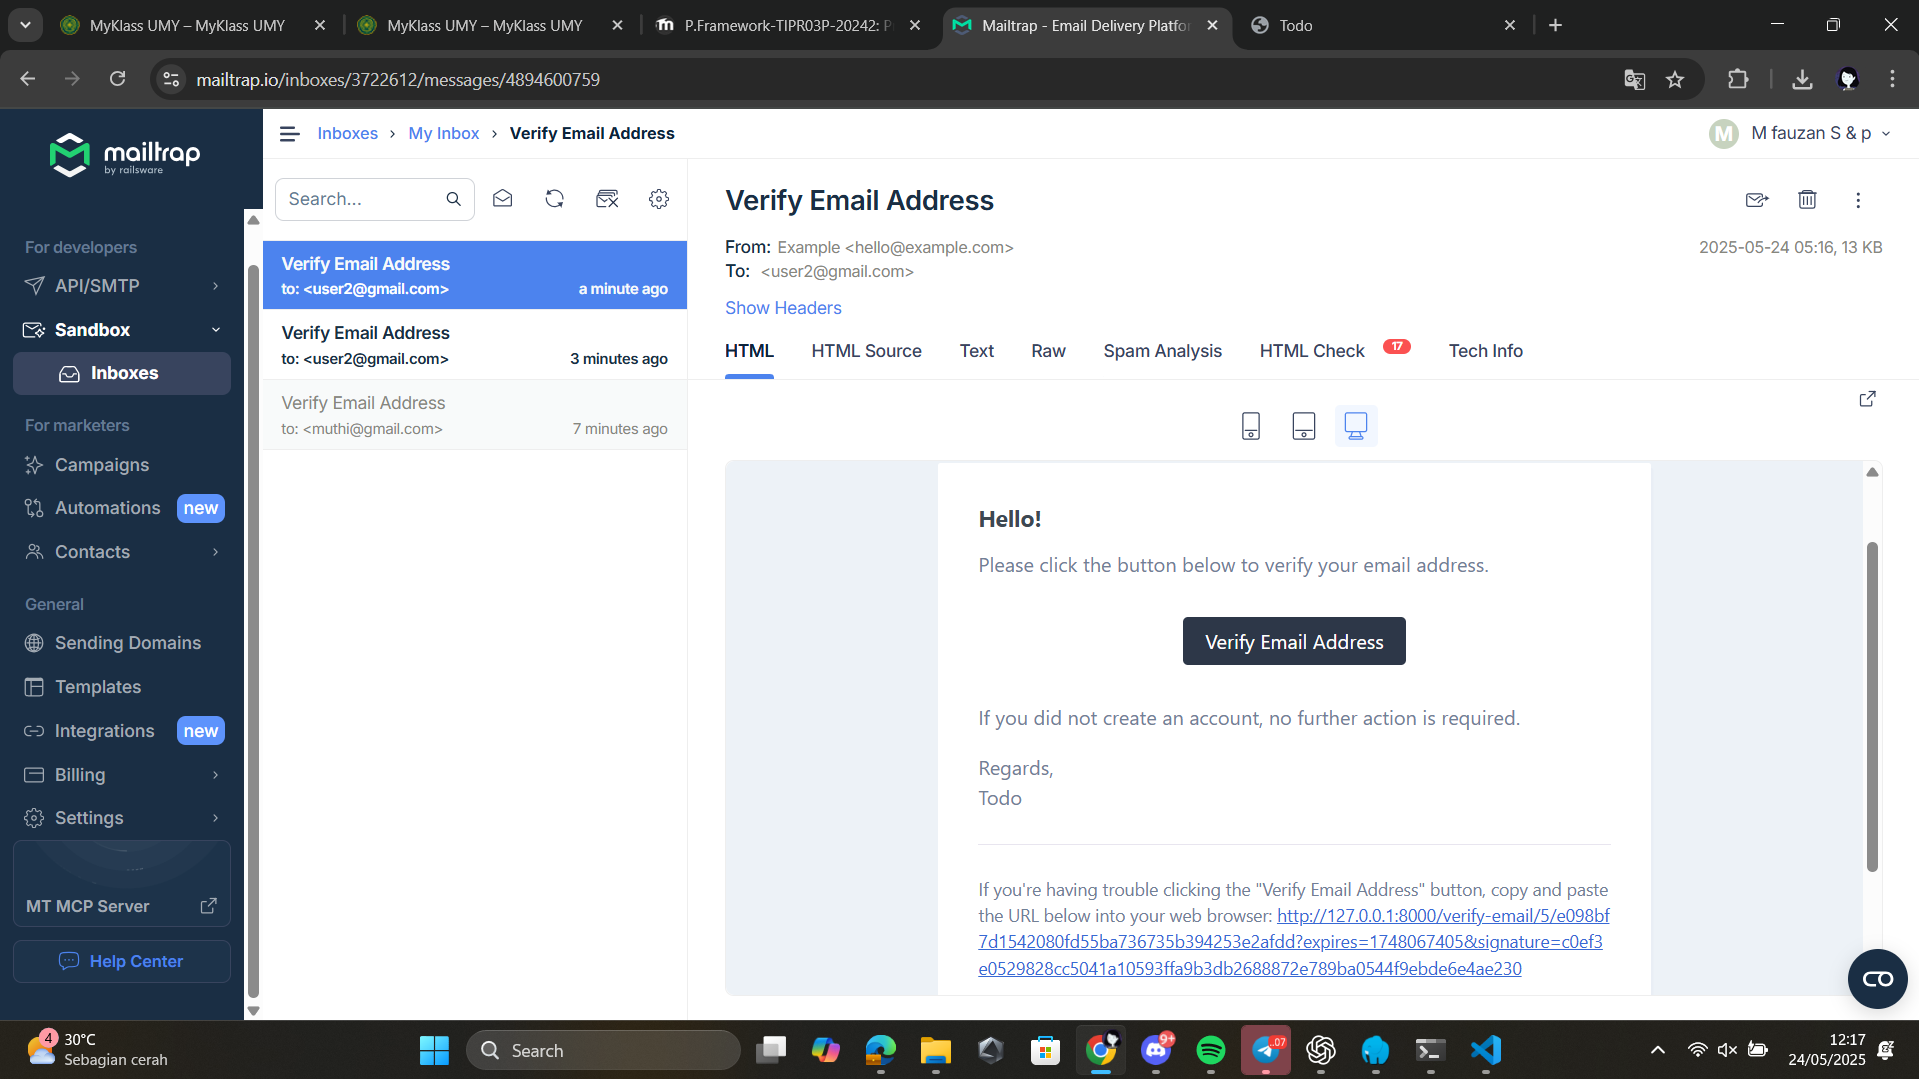 MyKlass UMY – MyKlass UMY
MyKlass UMY – MyKlass UMY
P.Framework-TIPR03P-20242: P
Mailtrap - Email Delivery Platfor
Todo
mailtrap.io/inboxes/3722612/messages/4894600759
mailtrap
by railsware
For developers
API/SMTP
Sandbox
Inboxes
For marketers
Campaigns
Automations new
Contacts
General
Sending Domains
Templates
Integrations new
Billing
Settings
MT MCP Server
Help Center
Inboxes › My Inbox › Verify Email Address
M M fauzan S & p
Search...
Verify Email Address
to: <user2@gmail.com> a minute ago
Verify Email Address
to: <user2@gmail.com> 3 minutes ago
Verify Email Address
to: <muthi@gmail.com> 7 minutes ago
Verify Email Address
From: Example <hello@example.com>
2025-05-24 05:16, 13 KB
To: <user2@gmail.com>
Show Headers
HTML HTML Source Text Raw Spam Analysis HTML Check 17 Tech Info
Hello!
Please click the button below to verify your email address.
Verify Email Address
If you did not create an account, no further action is required.
Regards,
Todo
If you're having trouble clicking the "Verify Email Address" button, copy and paste
the URL below into your web browser: http://127.0.0.1:8000/verify-email/5/e098bf
7d1542080fd55ba736735b394253e2afdd?expires=1748067405&signature=c0ef3
e0529828cc5041a10593ffa9b3db2688872e789ba0544f9ebde6e4ae230
4
30°C
Sebagian cerah
Search
9+
.07
12:17
24/05/2025